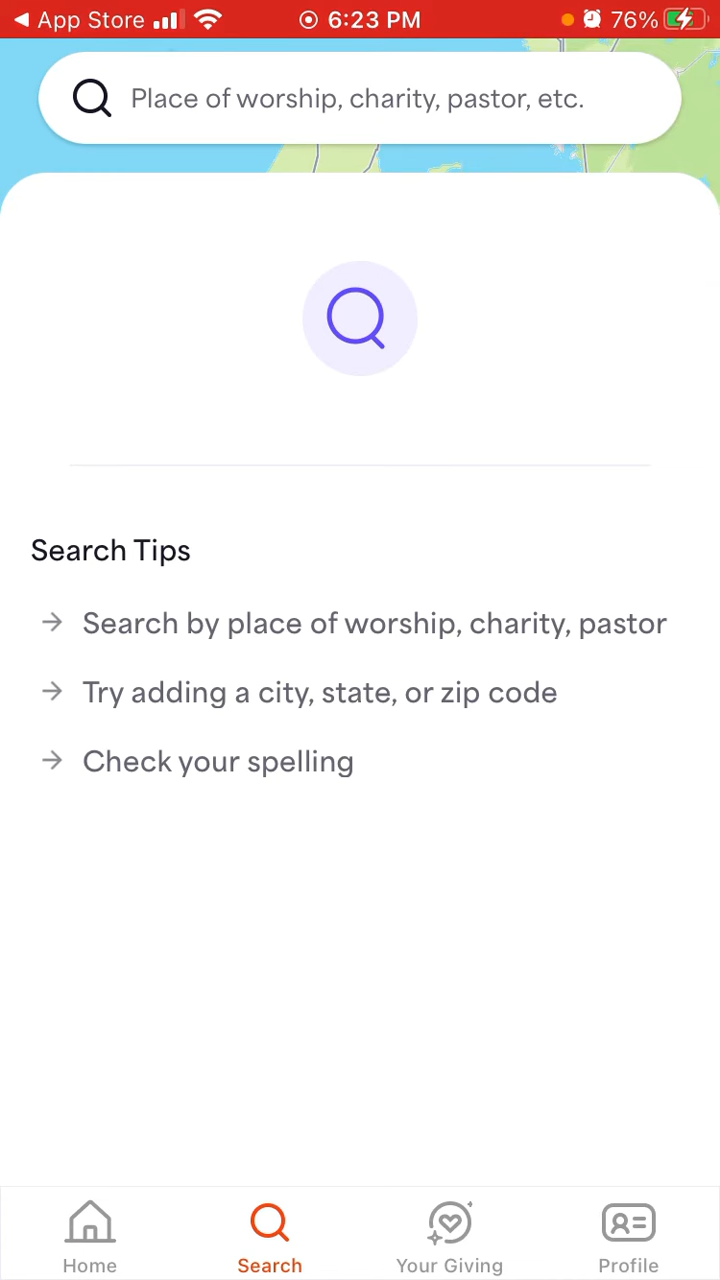 App Store 6:23 PM 76%
Place of worship, charity, pastor, etc.
Search Tips
Search by place of worship, charity, pastor
Try adding a city, state, or zip code
Check your spelling
Home Search Your Giving Profile